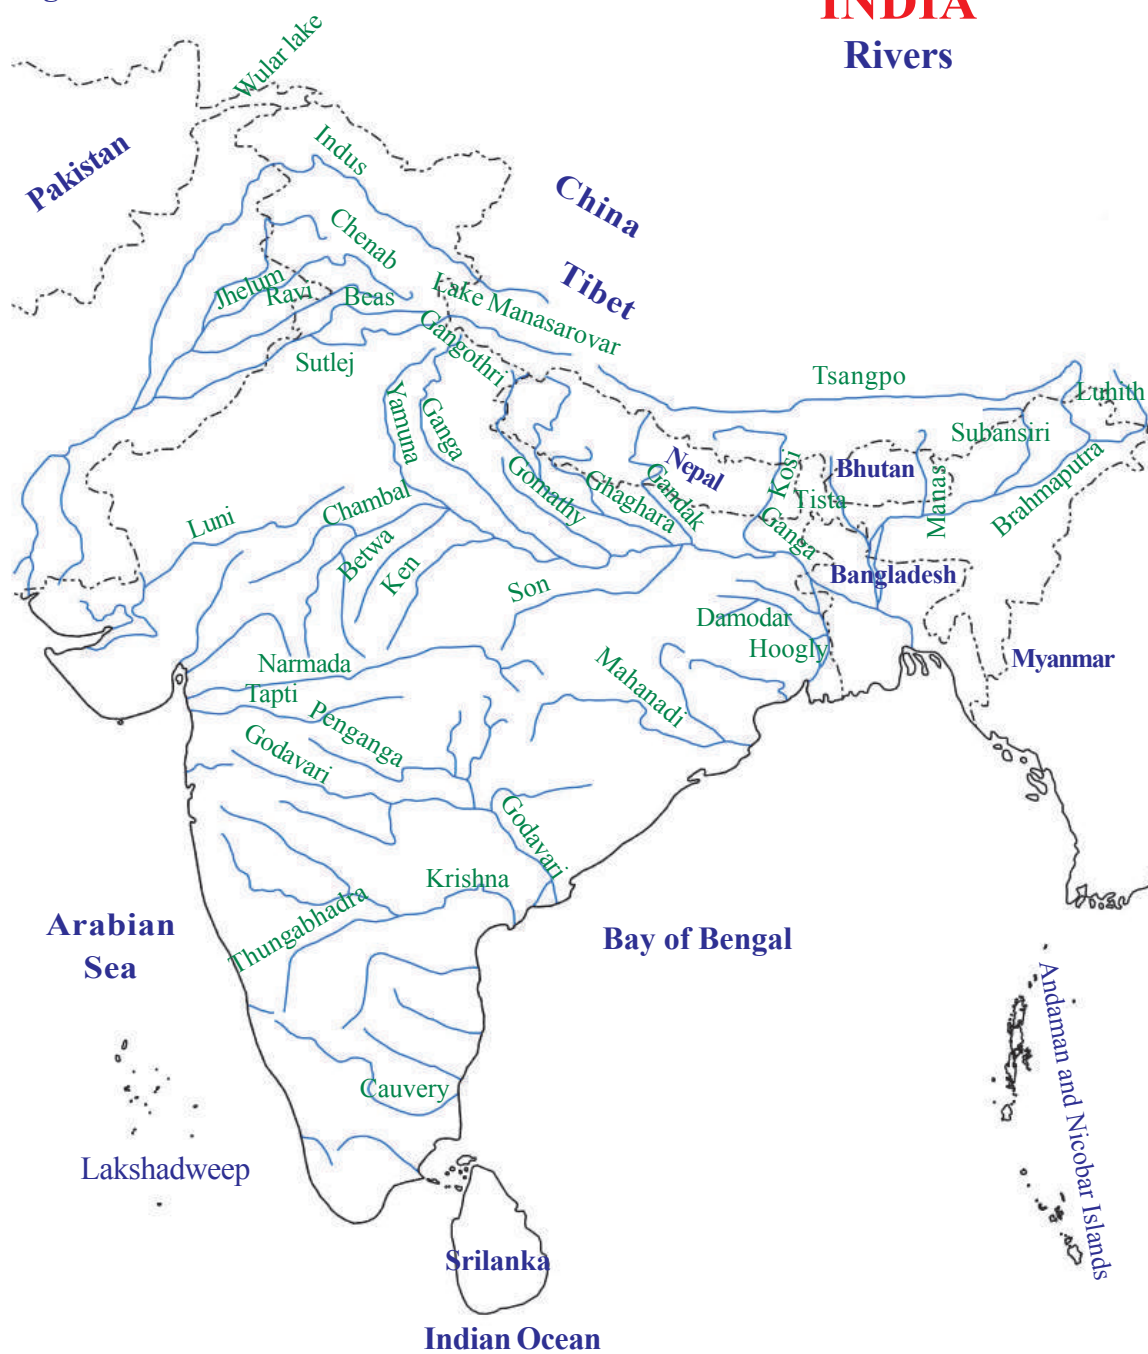 INDIA
Rivers
Wular lake
Indus
Pakistan
China
Chenab
Tibet
Jhelum
Ravi
Beas
Lake Manasarovar
Gangothri
Sutlej
Tsangpo
Luhith
Yamuna
Ganga
Subansiri
Nepal
Bhutan
Kosi
Gomathy
Ghaghara
Gandak
Tista
Manas
Brahmaputra
Luni
Chambal
Ganga
Betwa
Ken
Son
Bangladesh
Damodar
Hoogly
Narmada
Mahanadi
Myanmar
Tapti
Penganga
Godavari
Godavari
Krishna
Thungabhadra
Arabian
Sea
Bay of Bengal
Andaman and Nicobar Islands
Cauvery
Lakshadweep
Srilanka
Indian Ocean